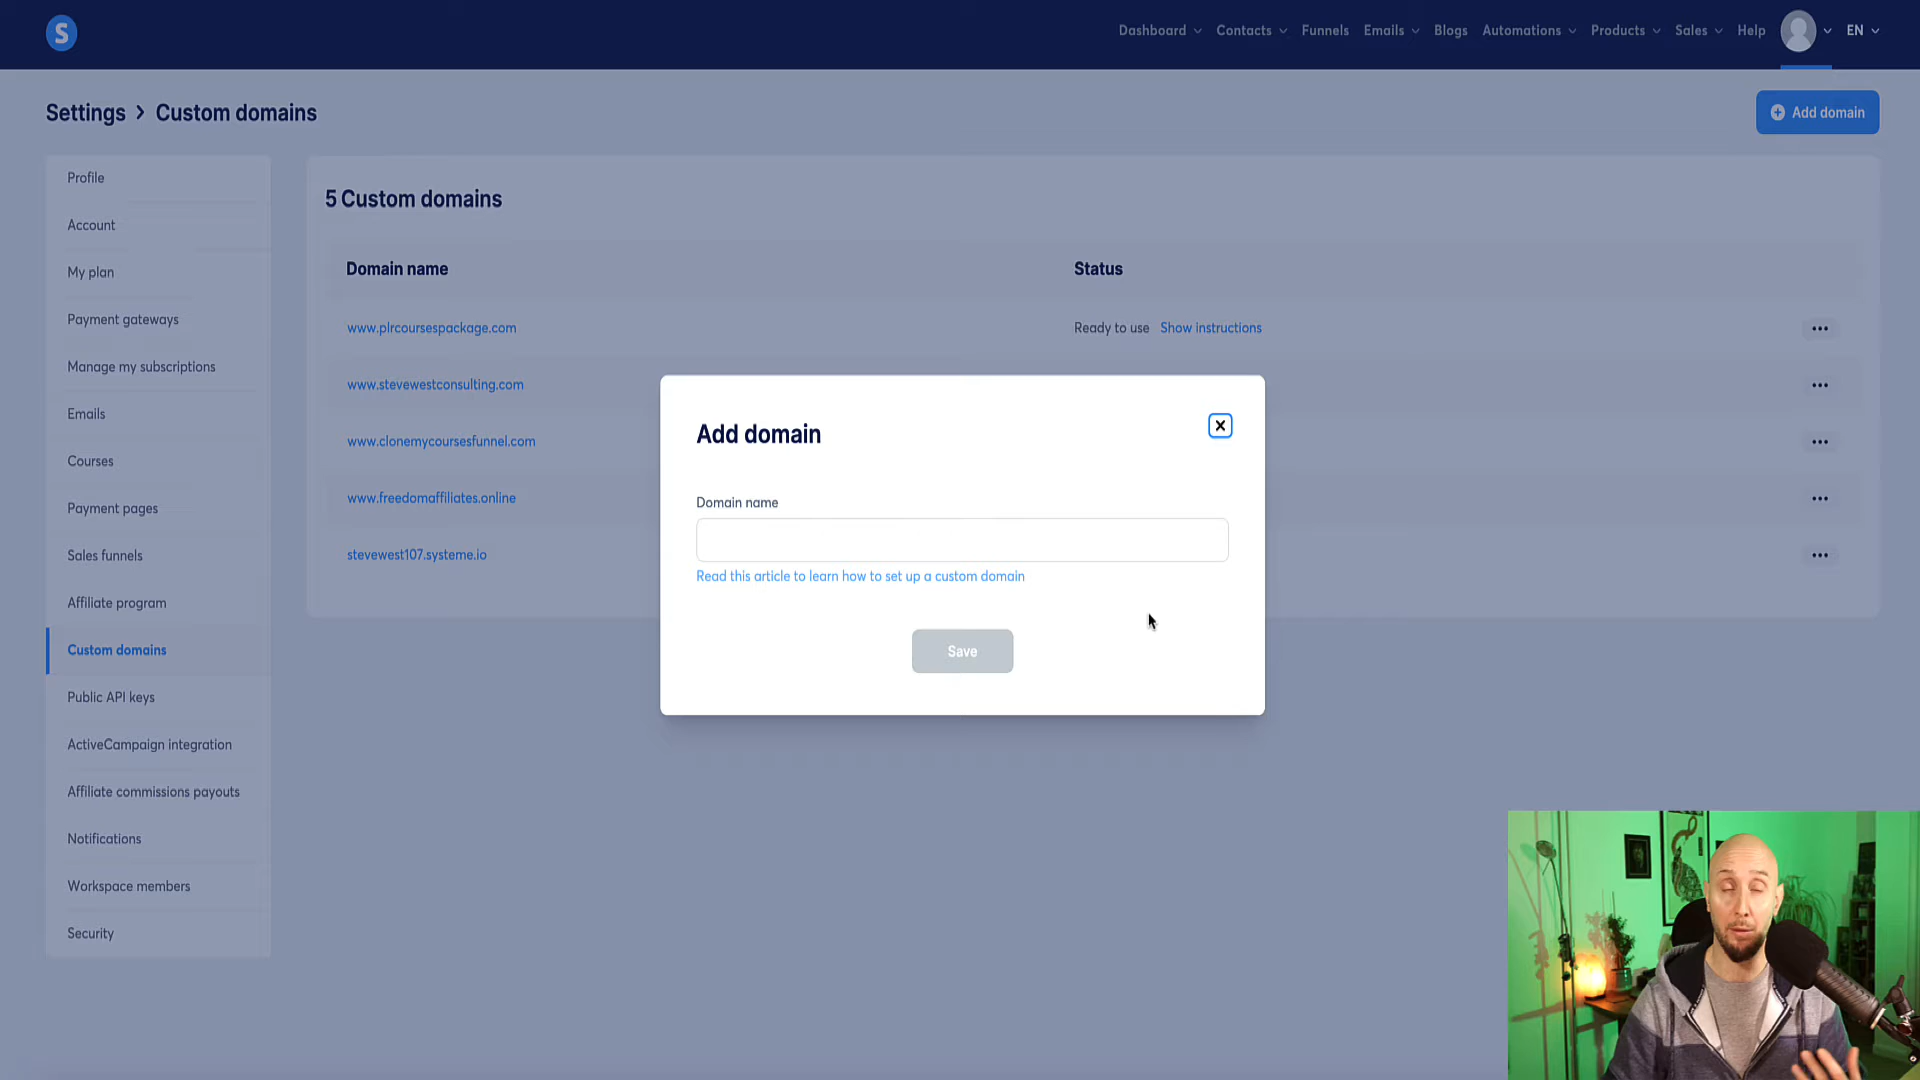 S
Dashboard Contacts Funnels Emails Blogs Automations Products Sales Help EN
Settings > Custom domains
Add domain
Profile
Account
My plan
Payment gateways
Manage my subscriptions
Emails
Courses
Payment pages
Sales funnels
Affiliate program
Custom domains
Public API keys
ActiveCampaign integration
Affiliate commissions payouts
Notifications
Workspace members
Security
5 Custom domains
Domain name Status
www.plrcoursespackage.com Ready to use Show instructions
www.stevewestconsulting.com
www.clonemycoursesfunnel.com
www.freedomaffiliates.online
stevewest107.systeme.io
Add domain
Domain name
Read this article to learn how to set up a custom domain
Save